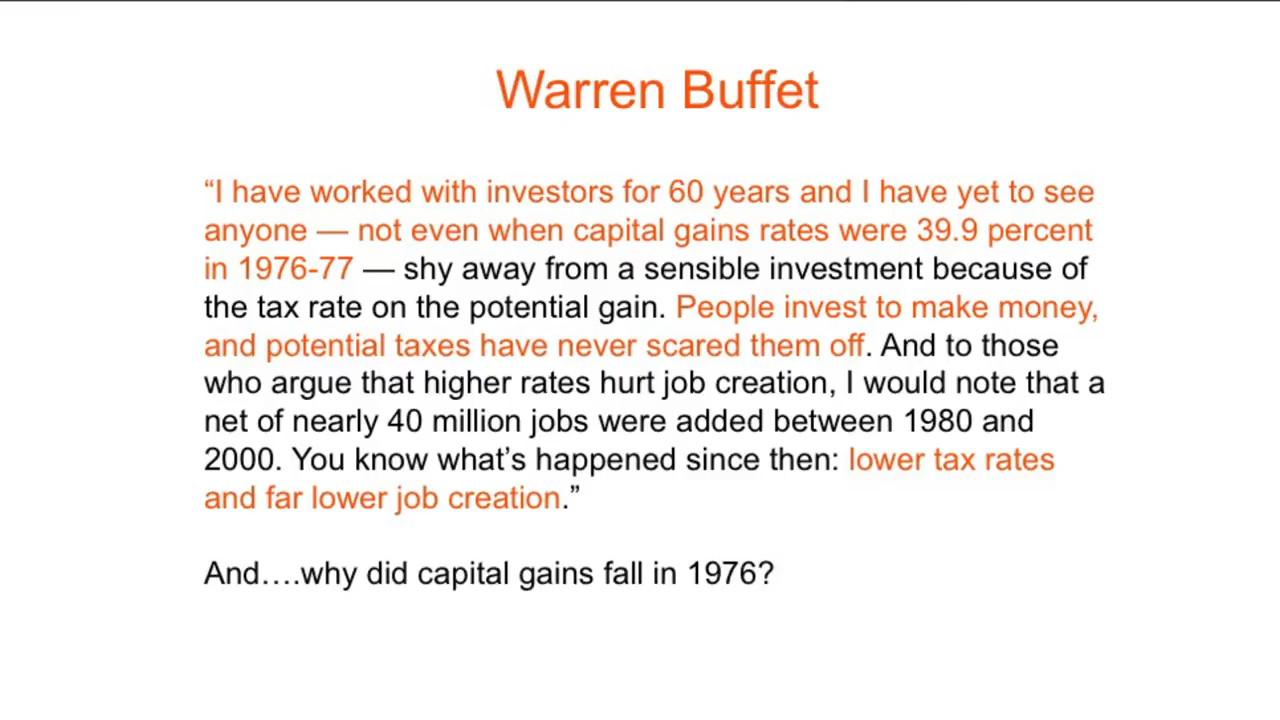 Warren Buffet
“I have worked with investors for 60 years and I have yet to see
anyone — not even when capital gains rates were 39.9 percent
in 1976-77 — shy away from a sensible investment because of
the tax rate on the potential gain. People invest to make money,
and potential taxes have never scared them off. And to those
who argue that higher rates hurt job creation, I would note that a
net of nearly 40 million jobs were added between 1980 and
2000. You know what’s happened since then: lower tax rates
and far lower job creation.”
And….why did capital gains fall in 1976?